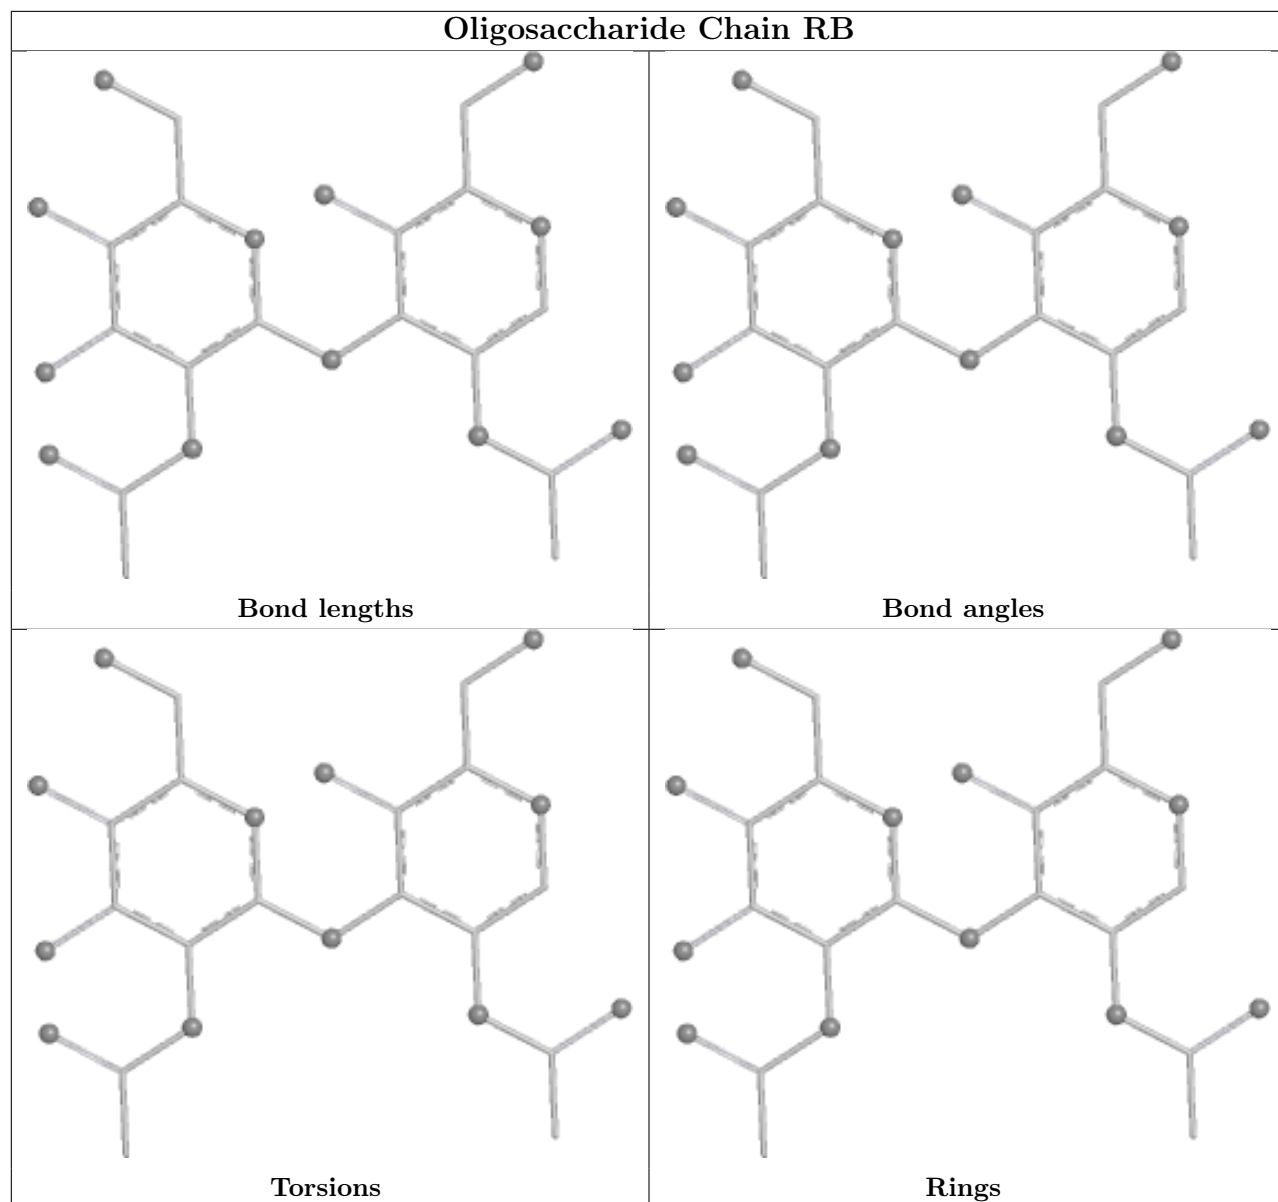 Oligosaccharide Chain RB
Bond lengths
Bond angles
Torsions
Rings